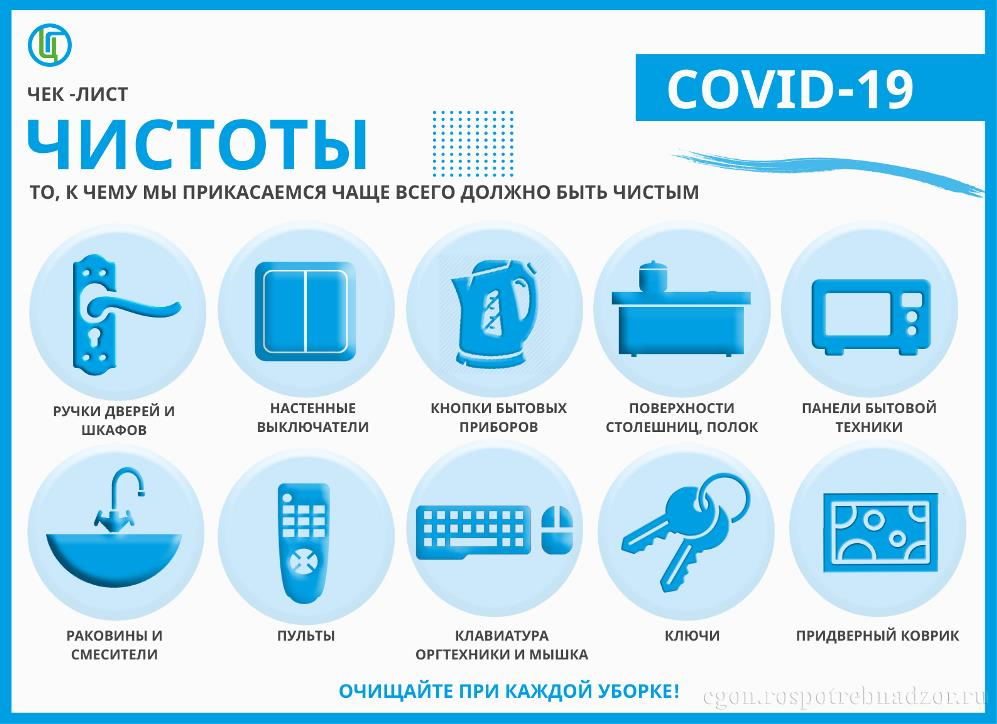 ЧЕК -ЛИСТ
COVID-19
ЧИСТОТЫ
ТО, К ЧЕМУ МЫ ПРИКАСАЕМСЯ ЧАЩЕ ВСЕГО ДОЛЖНО БЫТЬ ЧИСТЫМ
РУЧКИ ДВЕРЕЙ И
ШКАФОВ
НАСТЕННЫЕ
ВЫКЛЮЧАТЕЛИ
КНОПКИ БЫТОВЫХ
ПРИБОРОВ
ПОВЕРХНОСТИ
СТОЛЕШНИЦ, ПОЛОК
ПАНЕЛИ БЫТОВОЙ
ТЕХНИКИ
РАКОВИНЫ И
СМЕСИТЕЛИ
ПУЛЬТЫ
КЛАВИАТУРА
ОРГТЕХНИКИ И МЫШКА
КЛЮЧИ
ПРИДВЕРНЫЙ КОВРИК
ОЧИЩАЙТЕ ПРИ КАЖДОЙ УБОРКЕ!
cgon.rospotrebnadzor.ru